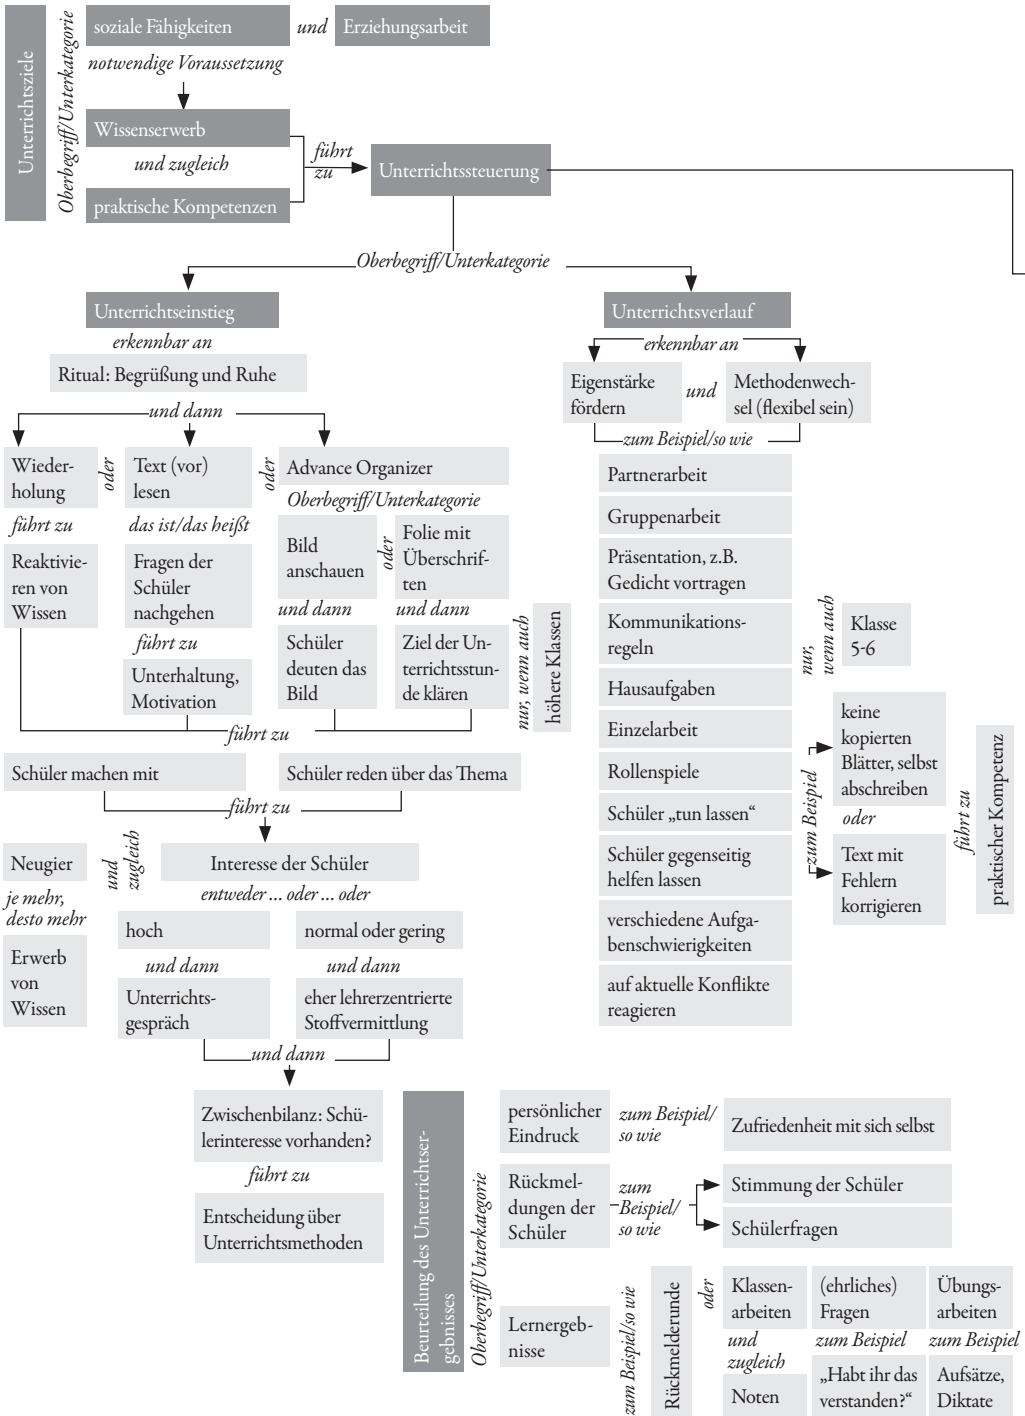 Unterrichtsziele
Oberbegriff/Unterkategorie
soziale Fähigkeiten
und
Erziehungsarbeit
notwendige Voraussetzung
Wissenserwerb
und zugleich
praktische Kompetenzen
führt
zu
Unterrichtssteuerung
Oberbegriff/Unterkategorie
Unterrichtseinstieg
erkennbar an
Ritual: Begrüßung und Ruhe
und dann
Wieder-
holung
oder
Text (vor)
lesen
oder
Advance Organizer
führt zu
das ist/das heißt
Oberbegriff/Unterkategorie
Reaktivie-
ren von
Wissen
Fragen der
Schüler
nachgehen
führt zu
Unterhaltung,
Motivation
Bild
anschauen
oder
Folie mit
Überschrif-
ten
und dann
und dann
Schüler
deuten das
Bild
Ziel der Un-
terrichtsstun-
de klären
nur, wenn auch
höhere Klassen
führt zu
Schüler machen mit
Schüler reden über das Thema
führt zu
Neugier
und
zugleich
Interesse der Schüler
je mehr,
desto mehr
entweder ... oder ... oder
Erwerb
von
Wissen
hoch
normal oder gering
und dann
und dann
Unterrichts-
gespräch
eher lehrerzentrierte
Stoffvermittlung
und dann
Zwischenbilanz: Schü-
lerinteresse vorhanden?
führt zu
Entscheidung über
Unterrichtsmethoden
Unterrichtsverlauf
erkennbar an
Eigenstärke
fördern
und
Methodenwech-
sel (flexibel sein)
zum Beispiel/so wie
Partnerarbeit
Gruppenarbeit
Präsentation, z.B.
Gedicht vortragen
Kommunikations-
regeln
nur,
wenn auch
Klasse
5-6
Hausaufgaben
Einzelarbeit
Rollenspiele
Schüler „tun lassen“
zum Beispiel
keine
kopierten
Blätter, selbst
abschreiben
oder
Text mit
Fehlern
korrigieren
führt zu
praktischer Kompetenz
Schüler gegenseitig
helfen lassen
verschiedene Aufga-
benschwierigkeiten
auf aktuelle Konflikte
reagieren
Beurteilung des Unterrichtser-
gebnisses
Oberbegriff/Unterkategorie
persönlicher
Eindruck
zum Beispiel/
so wie
Zufriedenheit mit sich selbst
Rückmel-
dungen der
Schüler
zum
Beispiel/
so wie
Stimmung der Schüler
Schülerfragen
Lernergeb-
nisse
zum Beispiel/so wie
Rückmelderunde
oder
Klassen-
arbeiten
und
zugleich
Noten
(ehrliches)
Fragen
zum Beispiel
„Habt ihr das
verstanden?“
Übungs-
arbeiten
zum Beispiel
Aufsätze,
Diktate